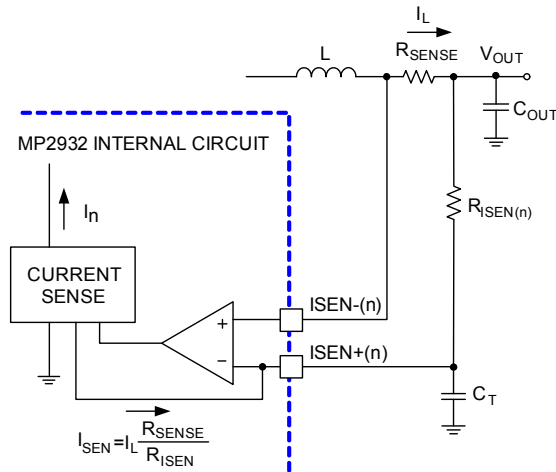 I_L
L
R_SENSE
V_OUT
C_OUT
MP2932 INTERNAL CIRCUIT
R_ISEN(n)
I_n
CURRENT
SENSE
ISEN-(n)
+
ISEN+(n)
−
C_T
I_SEN=I_L R_SENSE/R_ISEN